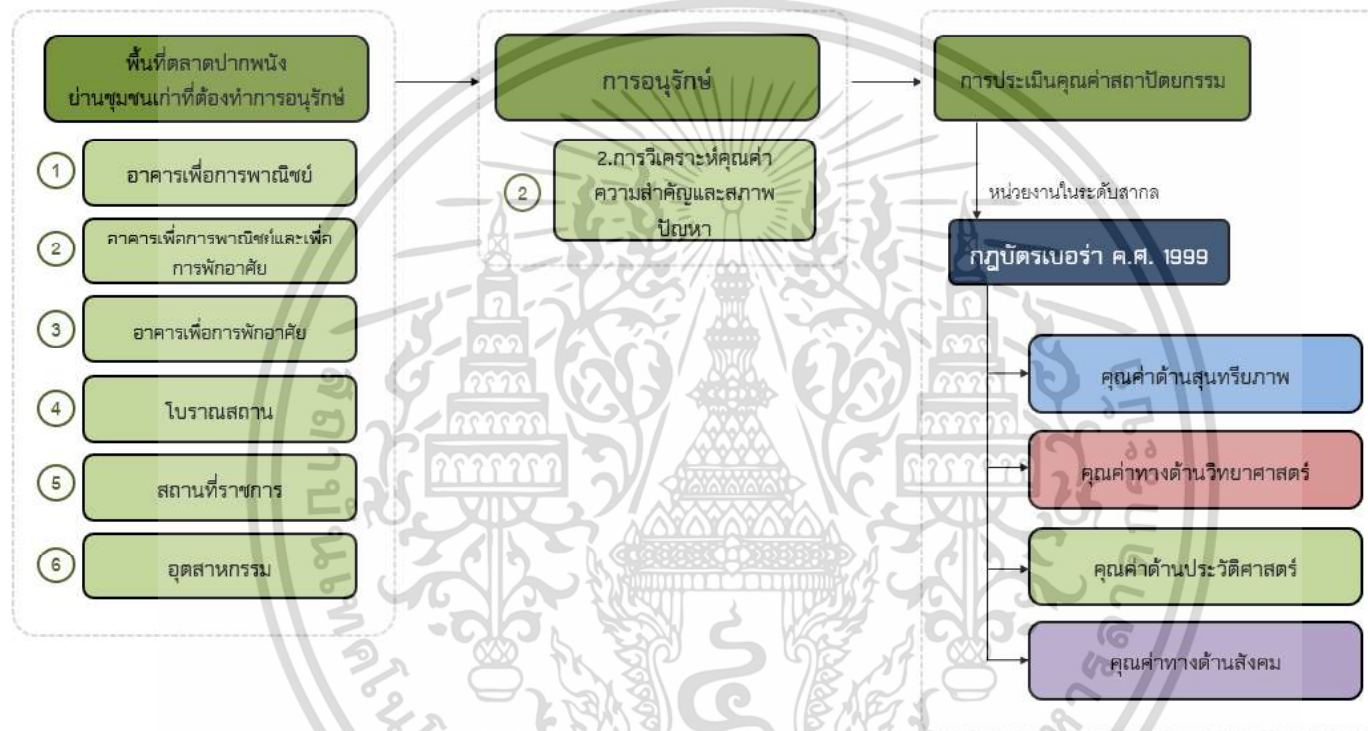 พื้นที่ตลาดปากพนัง
ย่านชุมชนเก่าที่ต้องทำการอนุรักษ์
1
อาคารเพื่อการพาณิชย์
2
อาคารเพื่อการพาณิชย์และเพื่อ
การพักอาศัย
3
อาคารเพื่อการพักอาศัย
4
โบราณสถาน
5
สถานที่ราชการ
6
อุตสาหกรรม
การอนุรักษ์
2
2.การวิเคราะห์คุณค่า
ความสำคัญและสภาพ
ปัญหา
การประเมินคุณค่าสถาปัตยกรรม
หน่วยงานในระดับสากล
กฎบัตรเบอร์่า ค.ศ. 1999
คุณค่าด้านสุนทรียภาพ
คุณค่าทางด้านวิทยาศาสตร์
คุณค่าด้านประวัติศาสตร์
คุณค่าทางด้านสังคม